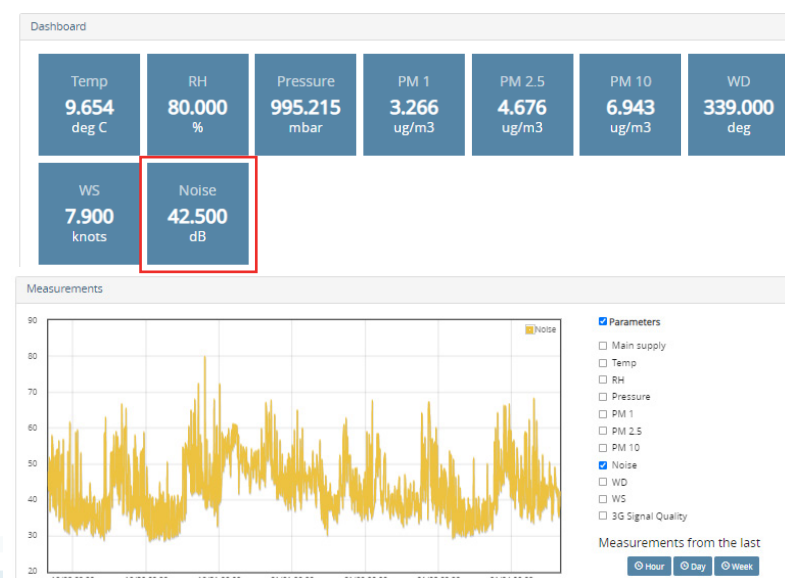 Dashboard
Temp
9.654
deg C
RH
80.000
%
Pressure
995.215
mbar
PM 1
3.266
ug/m3
PM 2.5
4.676
ug/m3
PM 10
6.943
ug/m3
WD
339.000
deg
WS
7.900
knots
Noise
42.500
dB
Measurements
90
80
70
60
50
40
30
20
Noise
Parameters
Main supply
Temp
RH
Pressure
PM 1
PM 2.5
PM 10
Noise
WD
WS
3G Signal Quality
Measurements from the last
Hour
Day
Week